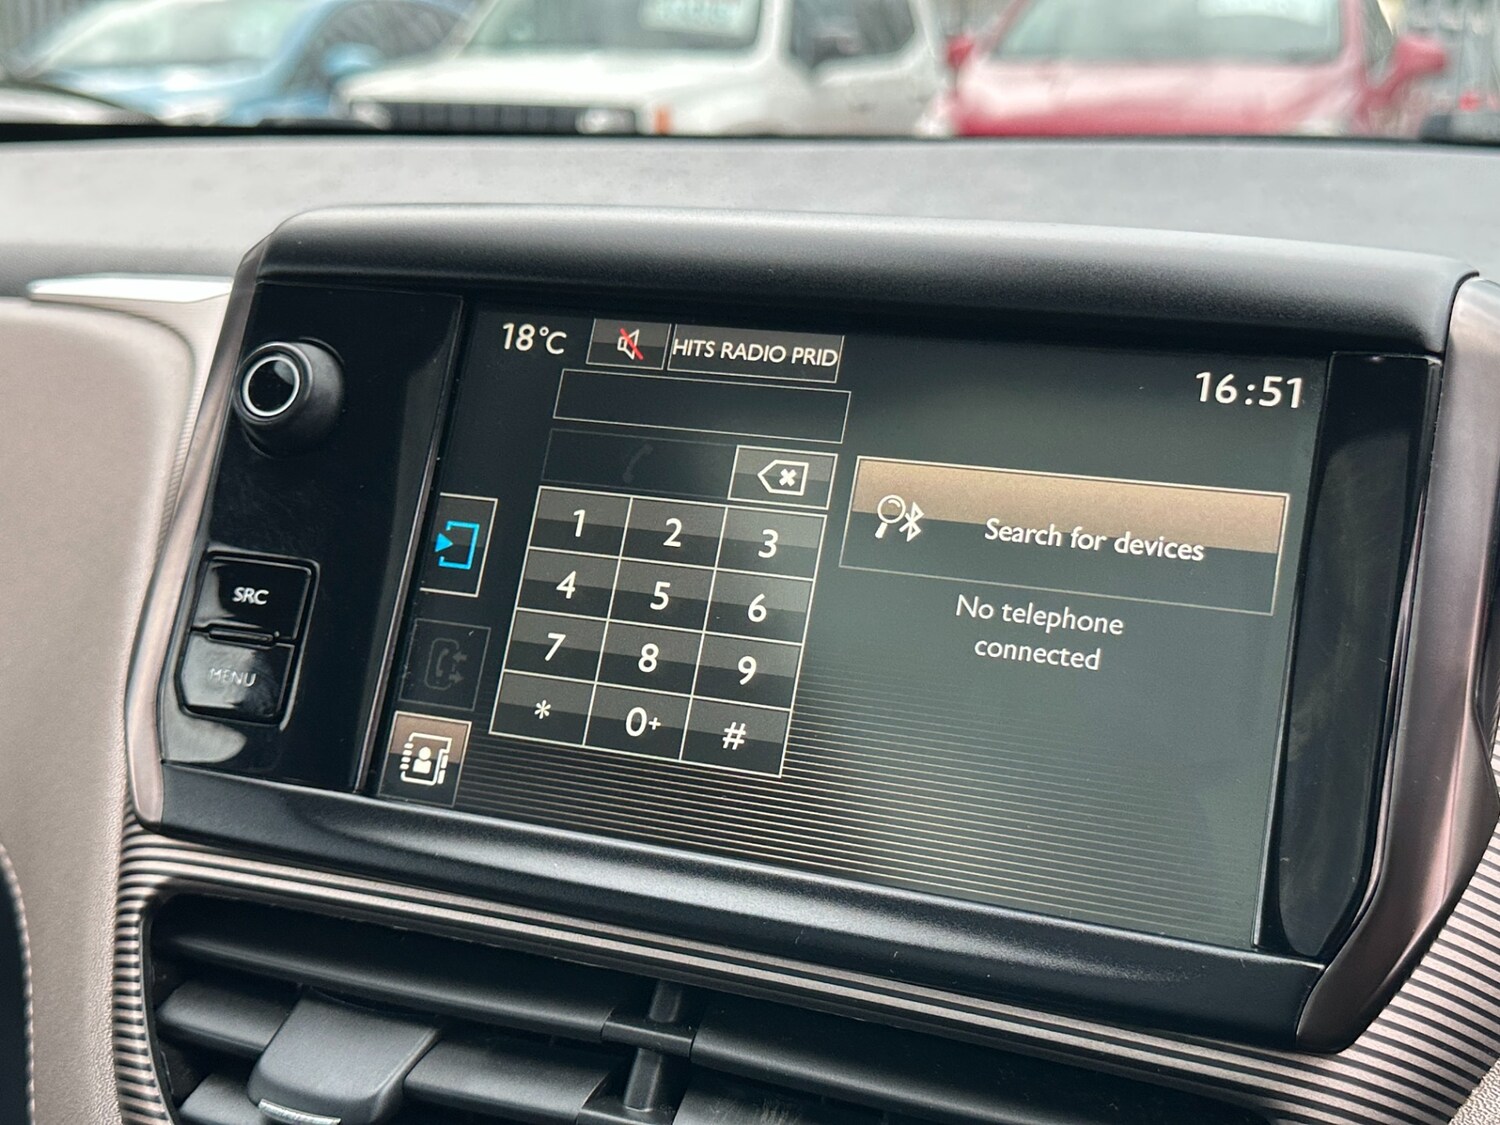 18°C
HITS RADIO PRID
16:51
1 2 3
4 5 6
7 8 9
* 0+ #
Search for devices
No telephone
connected
SRC
MENU